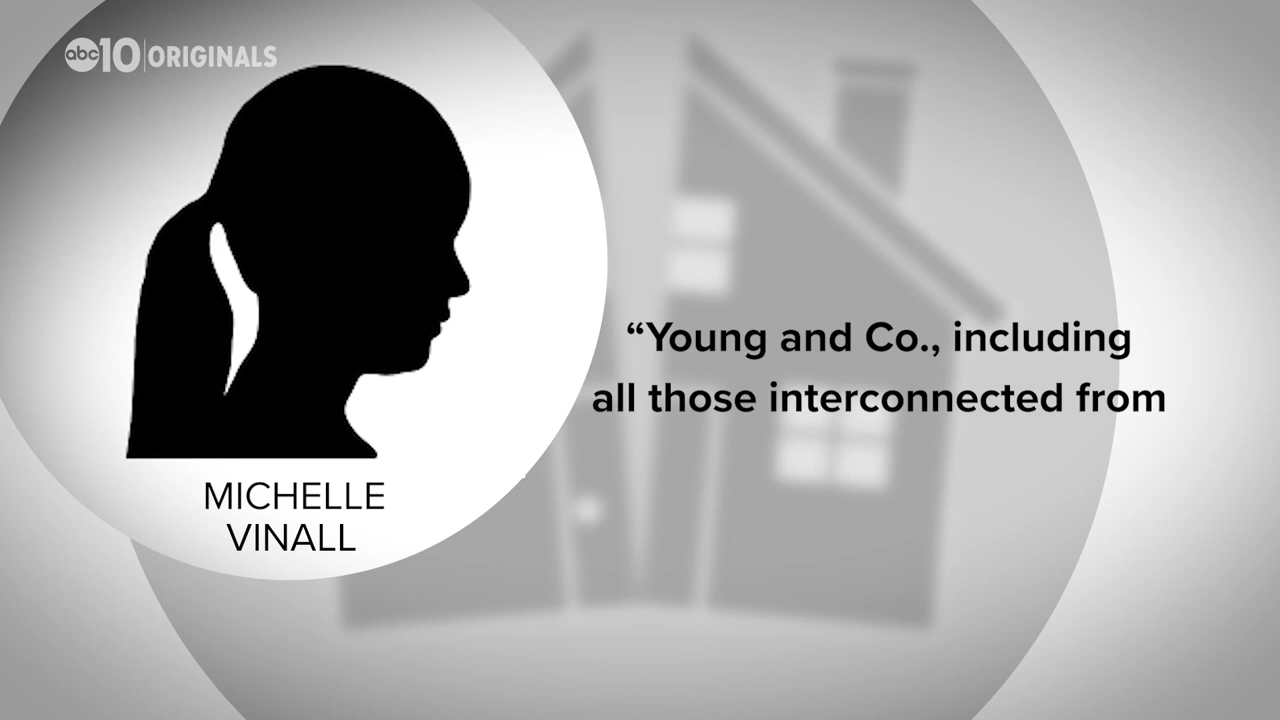 abc10 ORIGINALS
MICHELLE
VINALL
“Young and Co., including
all those interconnected from